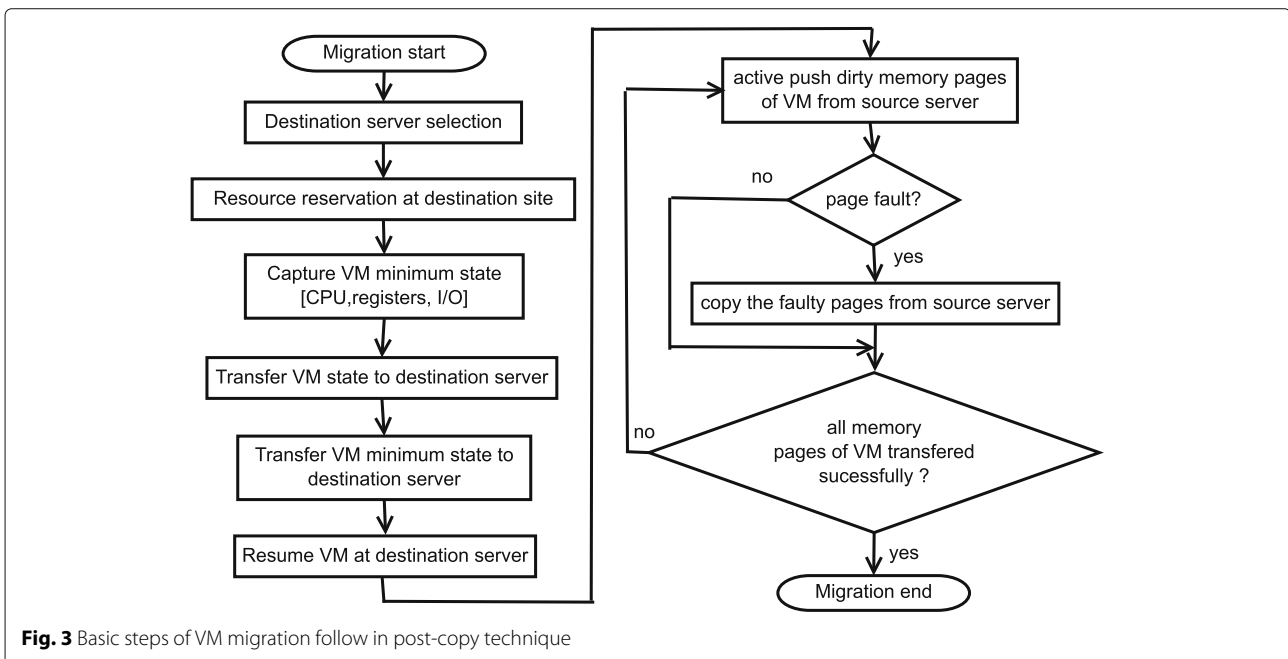 Migration start
Destination server selection
Resource reservation at destination site
Capture VM minimum state
[CPU,registers, I/O]
Transfer VM state to destination server
Transfer VM minimum state to
destination server
Resume VM at destination server
active push dirty memory pages
of VM from source server
page fault?
no
yes
copy the faulty pages from source server
all memory
pages of VM transfered
sucessfully ?
no
yes
Migration end
Fig. 3 Basic steps of VM migration follow in post-copy technique